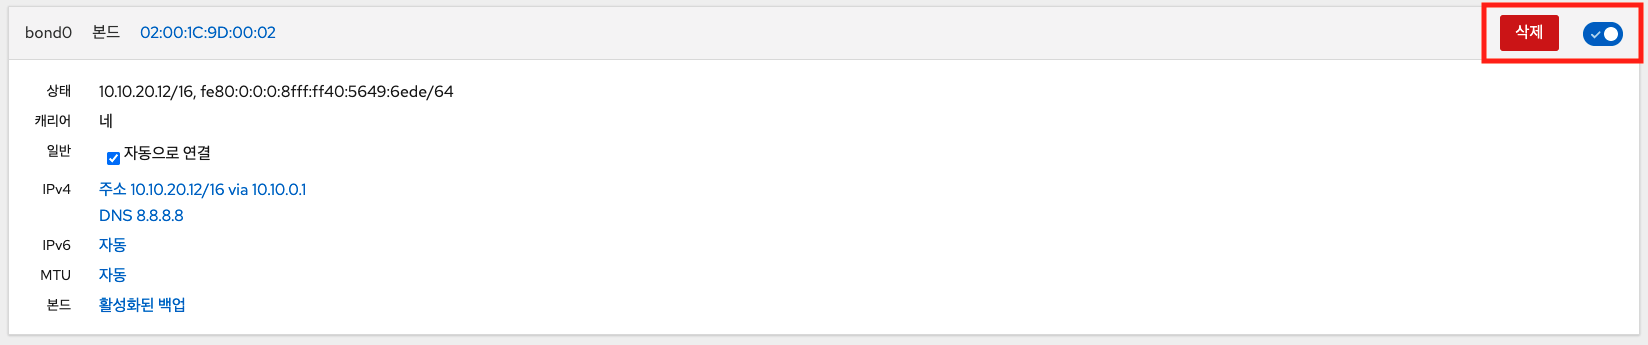 bond0 본드 02:00:1C:9D:00:02 삭제
상태 10.10.20.12/16, fe80:0:0:0:8fff:ff40:5649:6ede/64
캐리어 네
일반 자동으로 연결
IPv4 주소 10.10.20.12/16 via 10.10.0.1
DNS 8.8.8.8
IPv6 자동
MTU 자동
본드 활성화된 백업